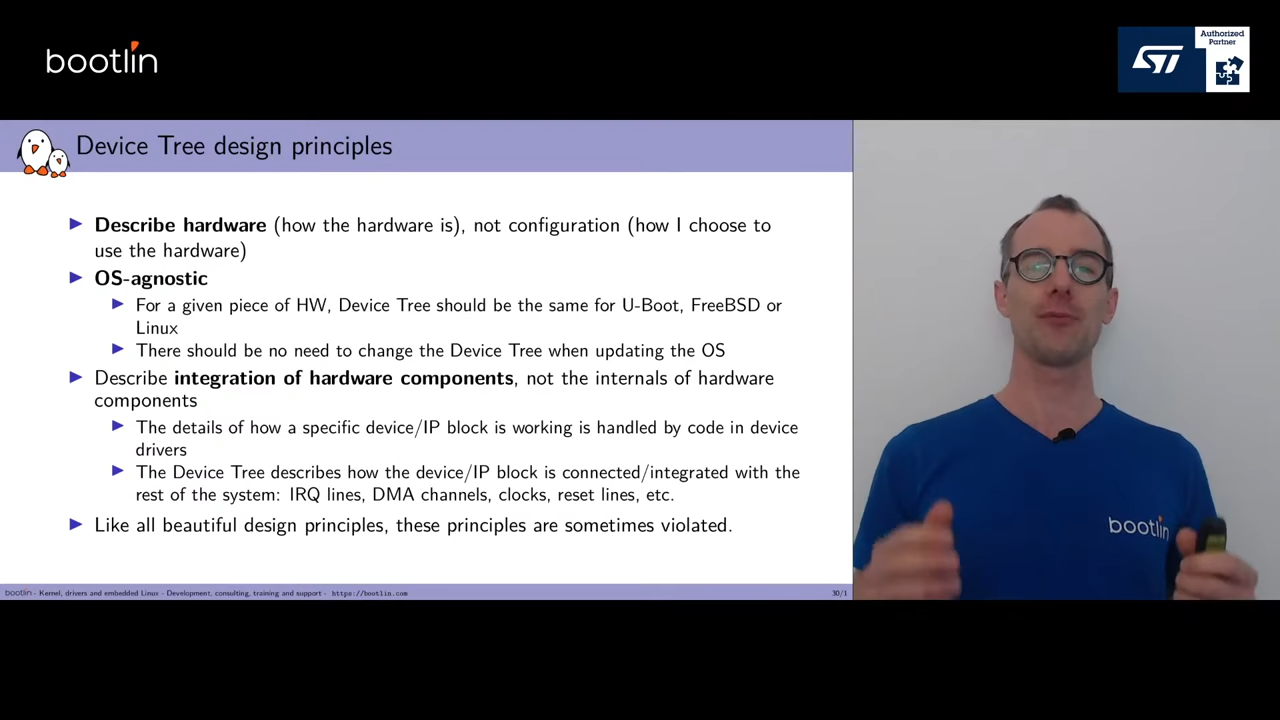 bootlin
ST
Authorized
Partner
Device Tree design principles
Describe hardware (how the hardware is), not configuration (how I choose to
use the hardware)
OS-agnostic
For a given piece of HW, Device Tree should be the same for U-Boot, FreeBSD or
Linux
There should be no need to change the Device Tree when updating the OS
Describe integration of hardware components, not the internals of hardware
components
The details of how a specific device/IP block is working is handled by code in device
drivers
The Device Tree describes how the device/IP block is connected/integrated with the
rest of the system: IRQ lines, DMA channels, clocks, reset lines, etc.
Like all beautiful design principles, these principles are sometimes violated.
bootlin - Kernel, drivers and embedded Linux - Development, consulting, training and support - https://bootlin.com
30/1
bootlin